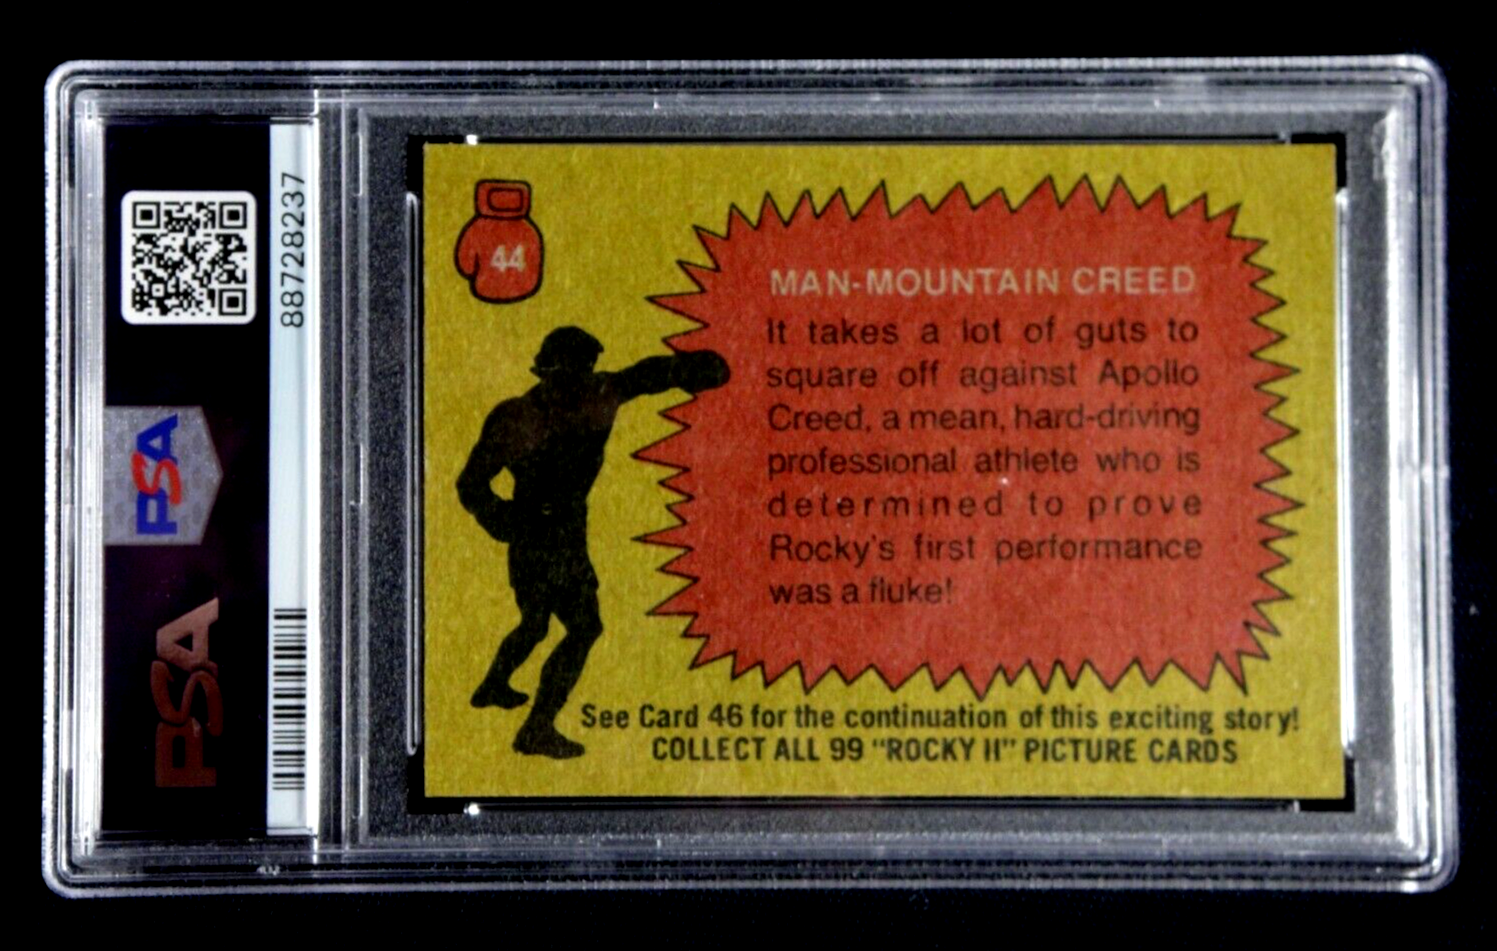 88728237
PSA
PSA
44
MAN-MOUNTAIN CREED
It takes a lot of guts to
square off against Apollo
Creed, a mean, hard-driving
professional athlete who is
determined to prove
Rocky's first performance
was a fluke!
See Card 46 for the continuation of this exciting story!
COLLECT ALL 99 "ROCKY II" PICTURE CARDS